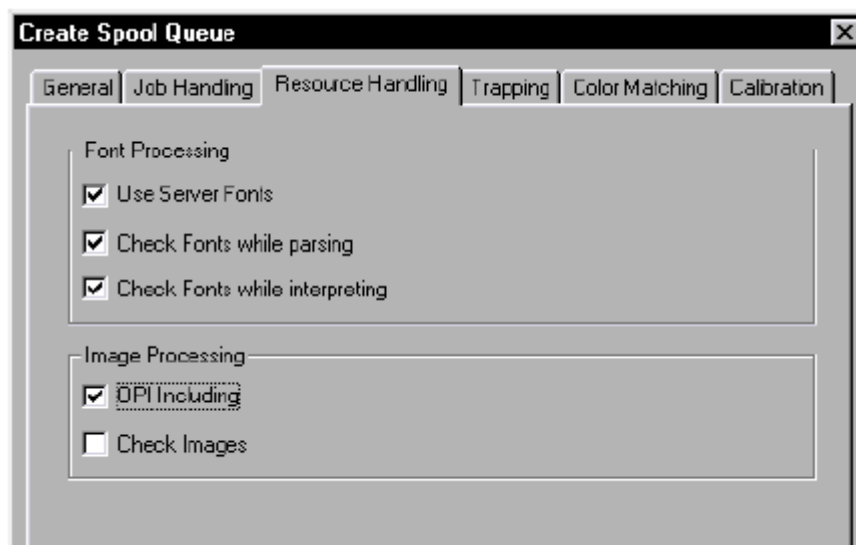 Create Spool Queue
General Job Handling Resource Handling Trapping Color Matching Calibration
Font Processing
Use Server Fonts
Check Fonts while parsing
Check Fonts while interpreting
Image Processing
OPI Including
Check Images